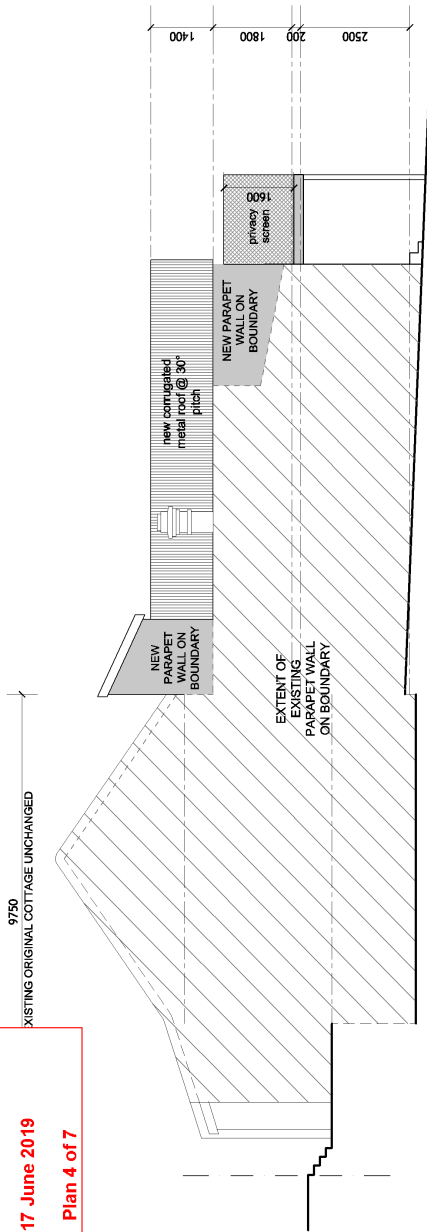 17 June 2019
Plan 4 of 7
9750
XISTING ORIGINAL COTTAGE UNCHANGED
NEW
PARAPET
WALL ON
BOUNDARY
new corrugated
metal roof @ 30°
pitch
NEW PARAPET
WALL ON
BOUNDARY
privacy
screen
1600
EXTENT OF
EXISTING
PARAPET WALL
ON BOUNDARY
1400
1800
200
2500